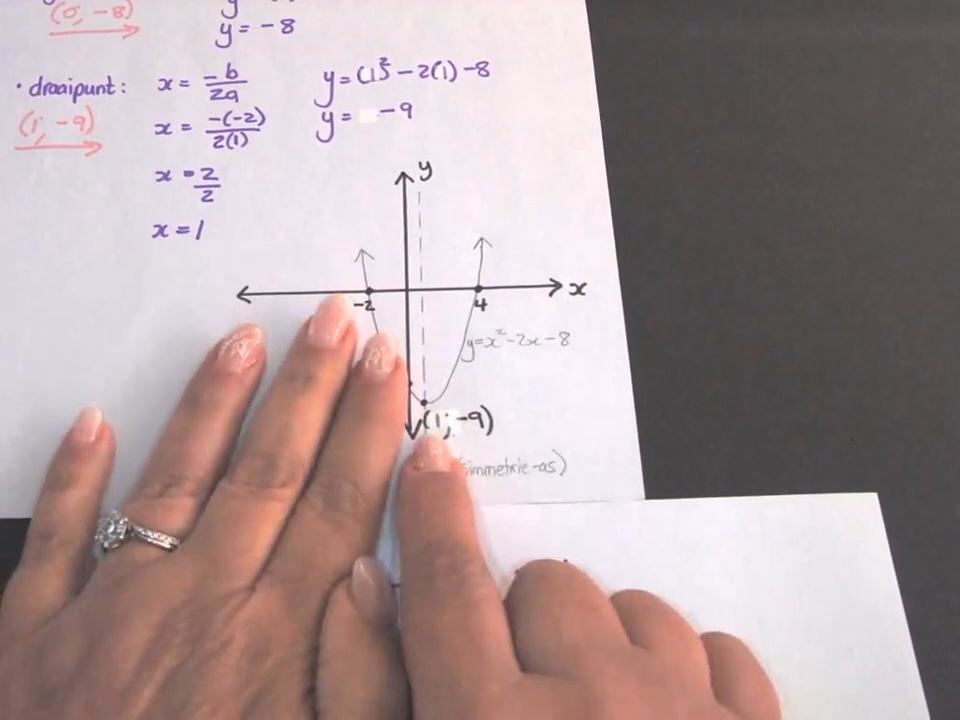 (0; -8)
y = -8
• draaipunt:
(1; -9)
x = -b/2a
x = -(-2)/2(1)
x = 2/2
x = 1
y = (1)² - 2(1) - 8
y = -9
y
x
-2
4
y=x²-2x-8
(1; -9)
simmetrie-as)